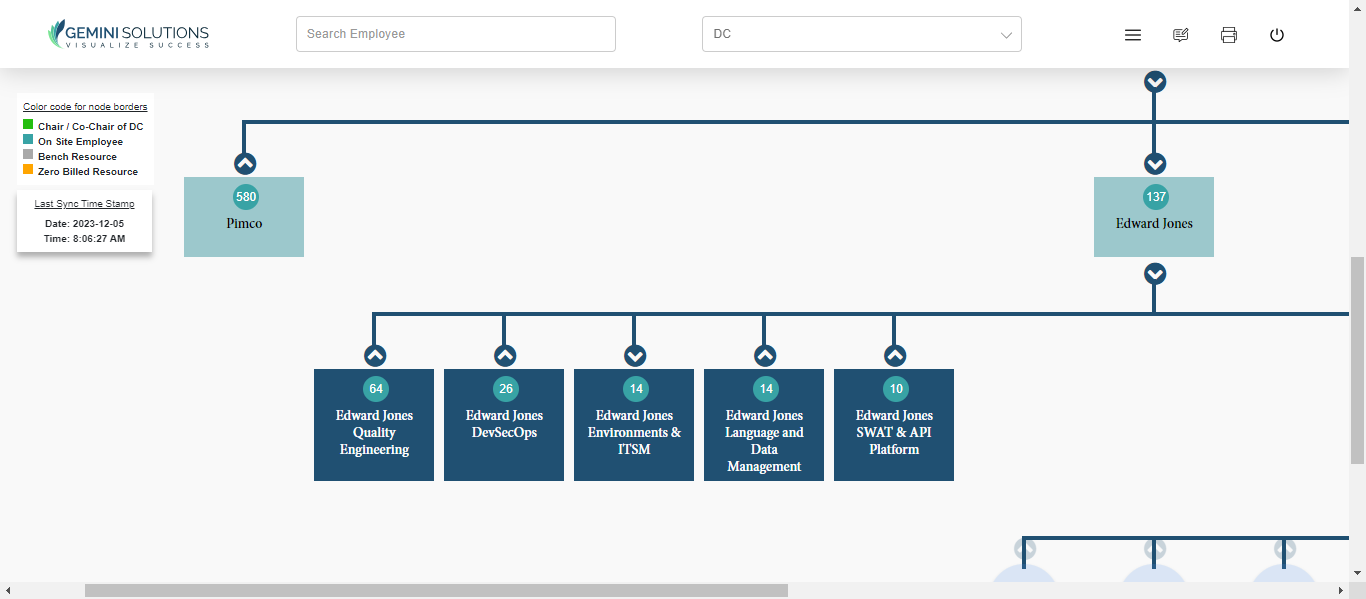 GEMINI SOLUTIONS
VISUALIZE SUCCESS
Search Employee
DC
Color code for node borders
Chair / Co-Chair of DC
On Site Employee
Bench Resource
Zero Billed Resource
Last Sync Time Stamp
Date: 2023-12-05
Time: 8:06:27 AM
580
Pimco
137
Edward Jones
64
Edward Jones
Quality
Engineering
26
Edward Jones
DevSecOps
14
Edward Jones
Environments &
ITSM
14
Edward Jones
Language and
Data
Management
10
Edward Jones
SWAT & API
Platform